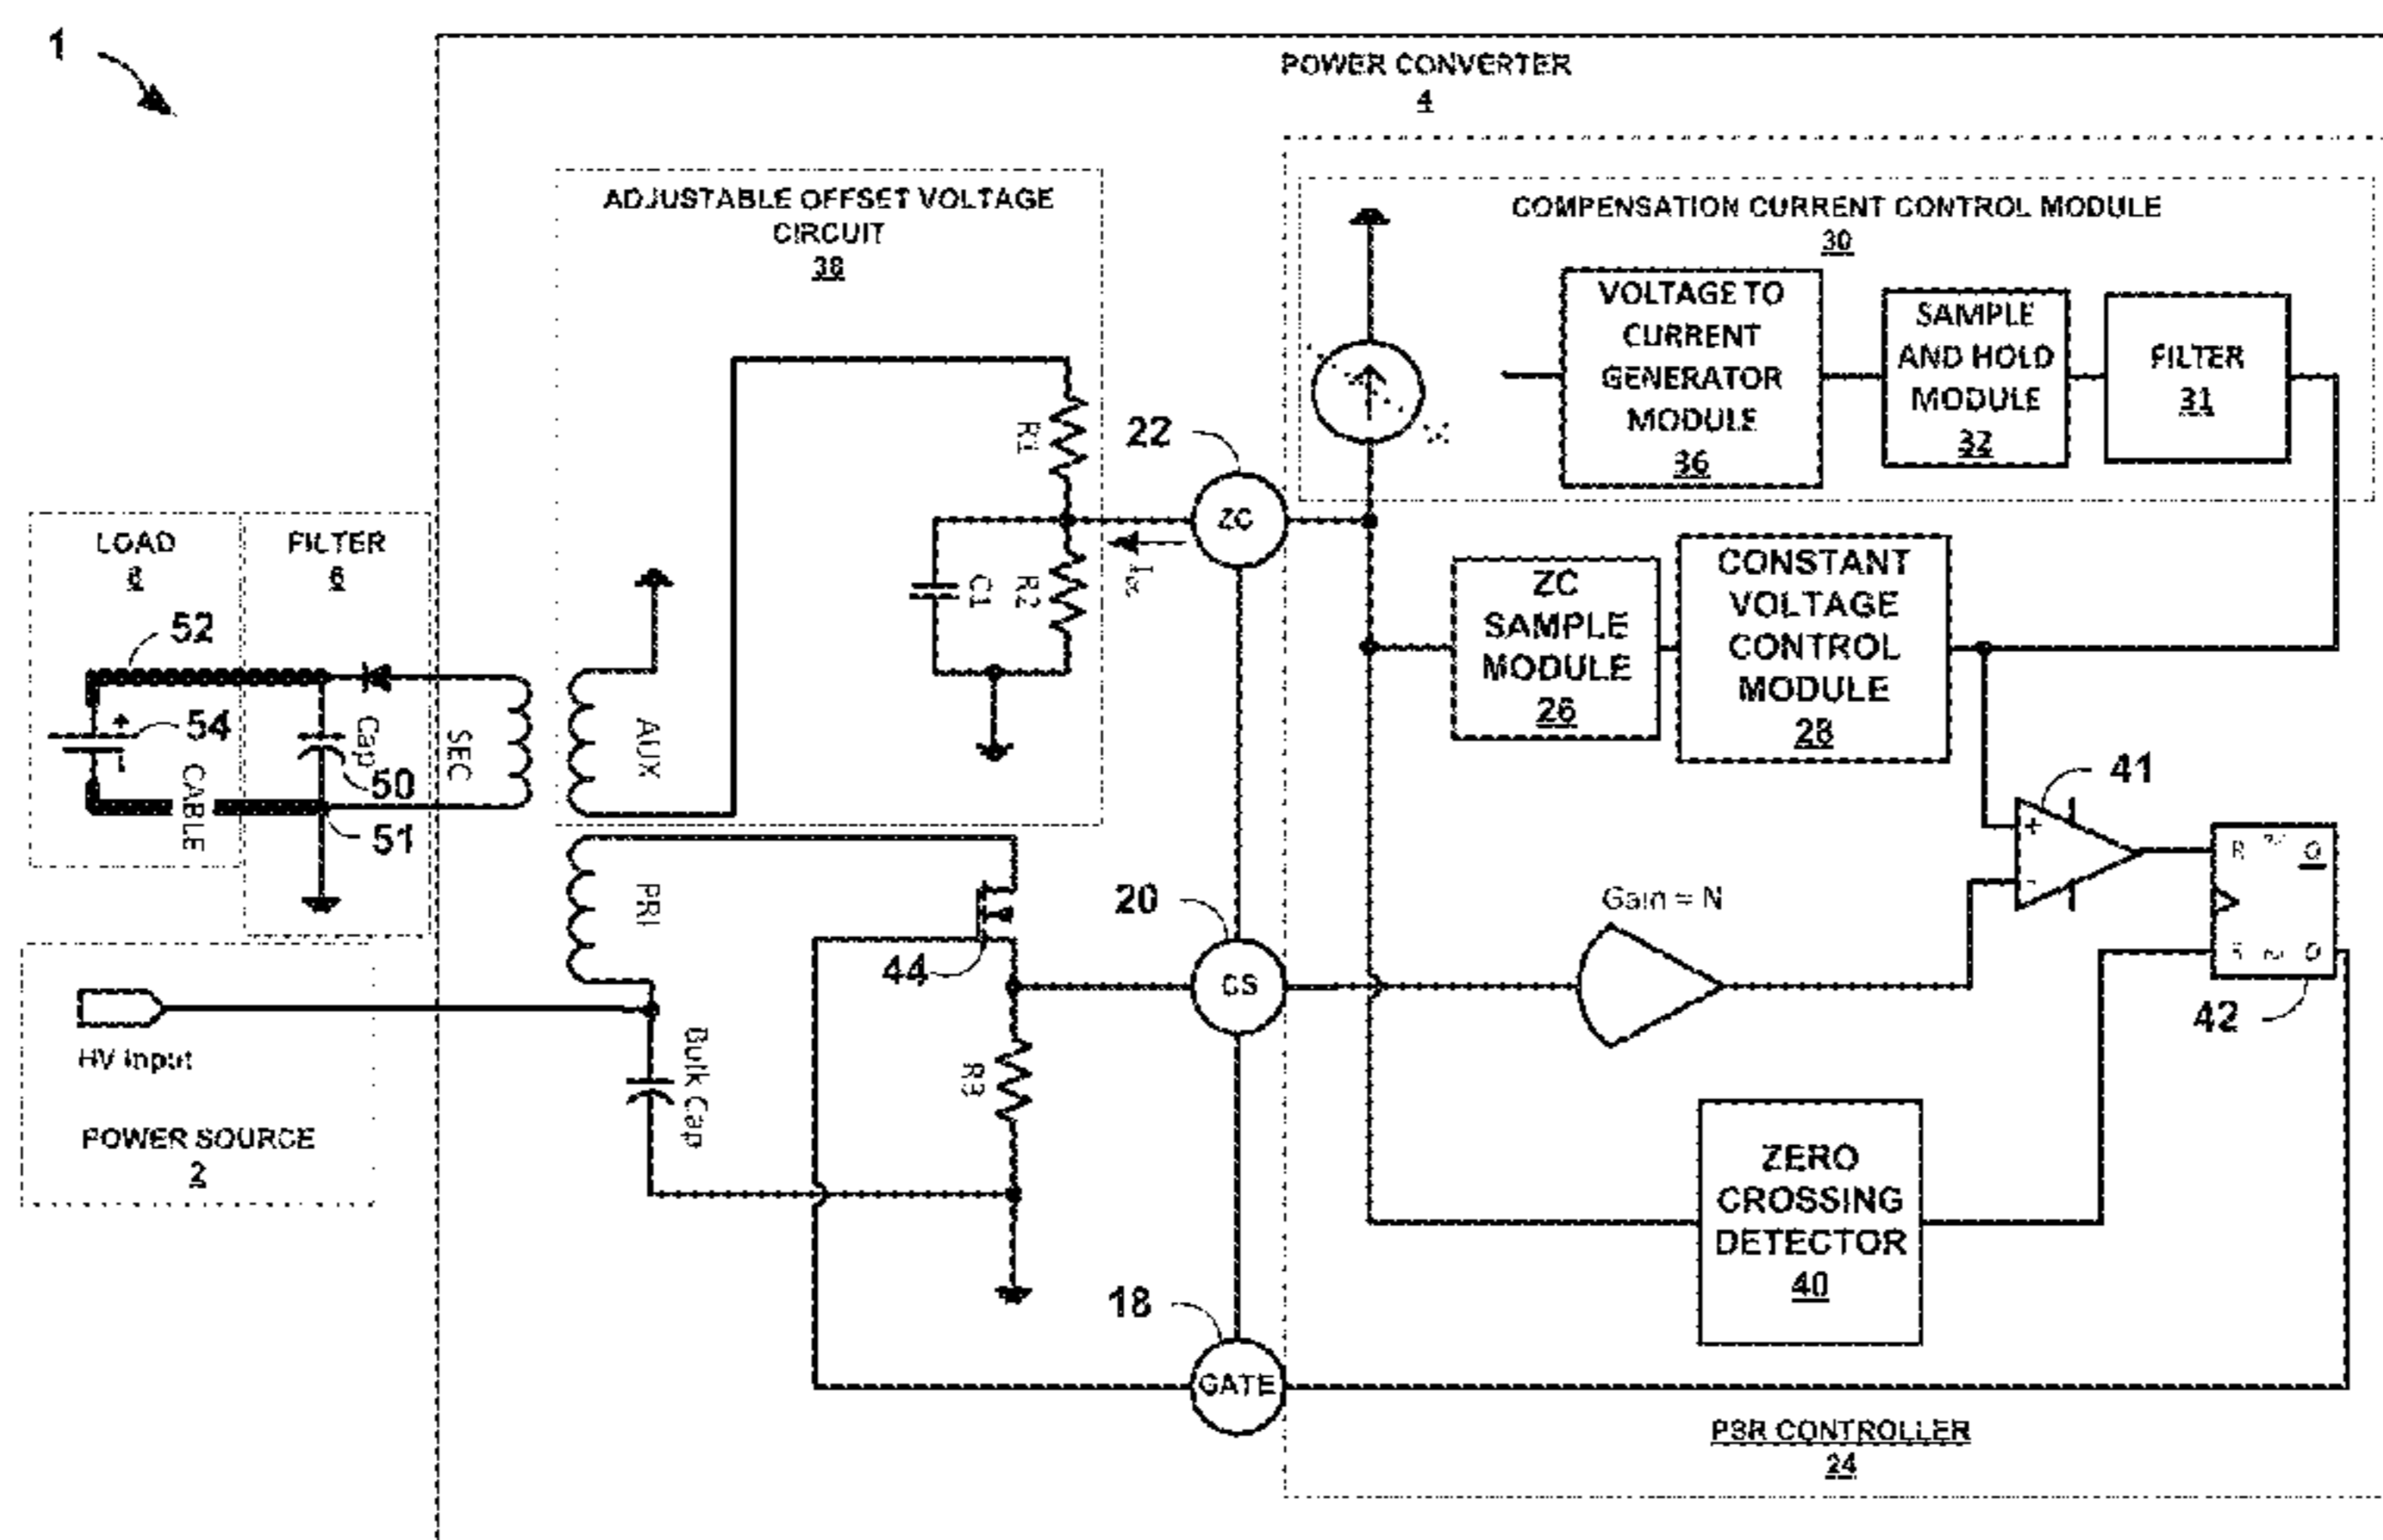 1
POWER CONVERTER
4
ADJUSTABLE OFFSET VOLTAGE
CIRCUIT
38
COMPENSATION CURRENT CONTROL MODULE
30
VOLTAGE TO
CURRENT
GENERATOR
MODULE
36
SAMPLE
AND HOLD
MODULE
32
FILTER
31
R1
22
ZC
LOAD
6
FILTER
6
C1
R2
ZC
SAMPLE
MODULE
26
CONSTANT
VOLTAGE
CONTROL
MODULE
28
52
+
54
CABLE
Cap
50
51
SEC
AUX
41
+
-
PRI
44
20
CS
Gain = N
R
Q
Q
42
HV Input
POWER SOURCE
2
Bulk Cap
R3
ZERO
CROSSING
DETECTOR
40
18
GATE
PSR CONTROLLER
24